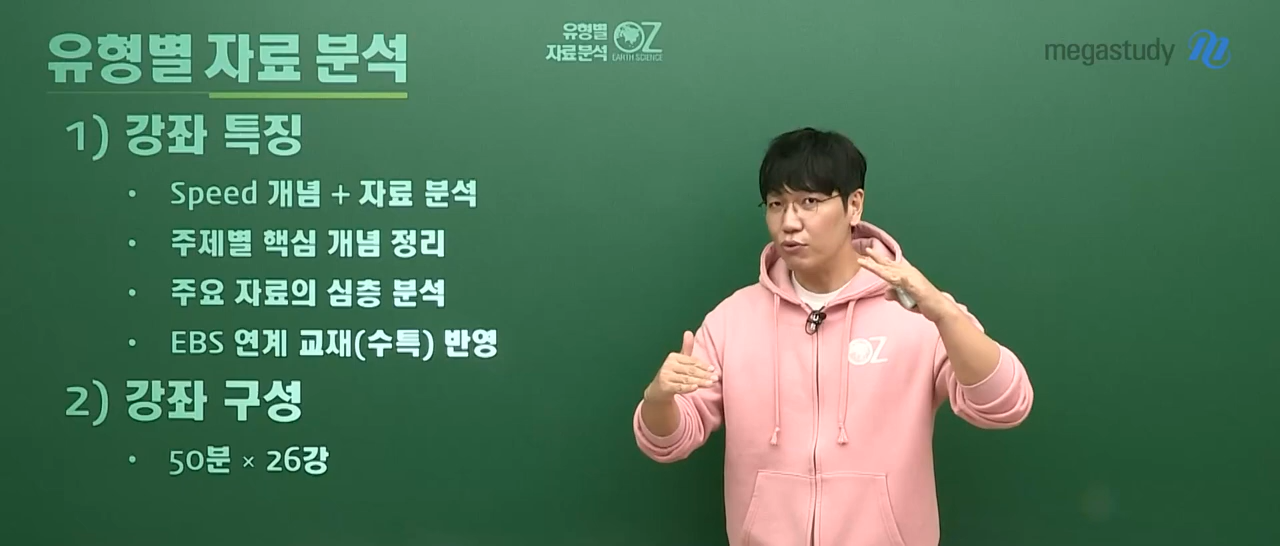 유형별 자료 분석
유형별
자료분석 OZ
EARTH SCIENCE
megastudy
1) 강좌 특징
• Speed 개념 + 자료 분석
• 주제별 핵심 개념 정리
• 주요 자료의 심층 분석
• EBS 연계 교재(수특) 반영
2) 강좌 구성
• 50분 × 26강
OZ